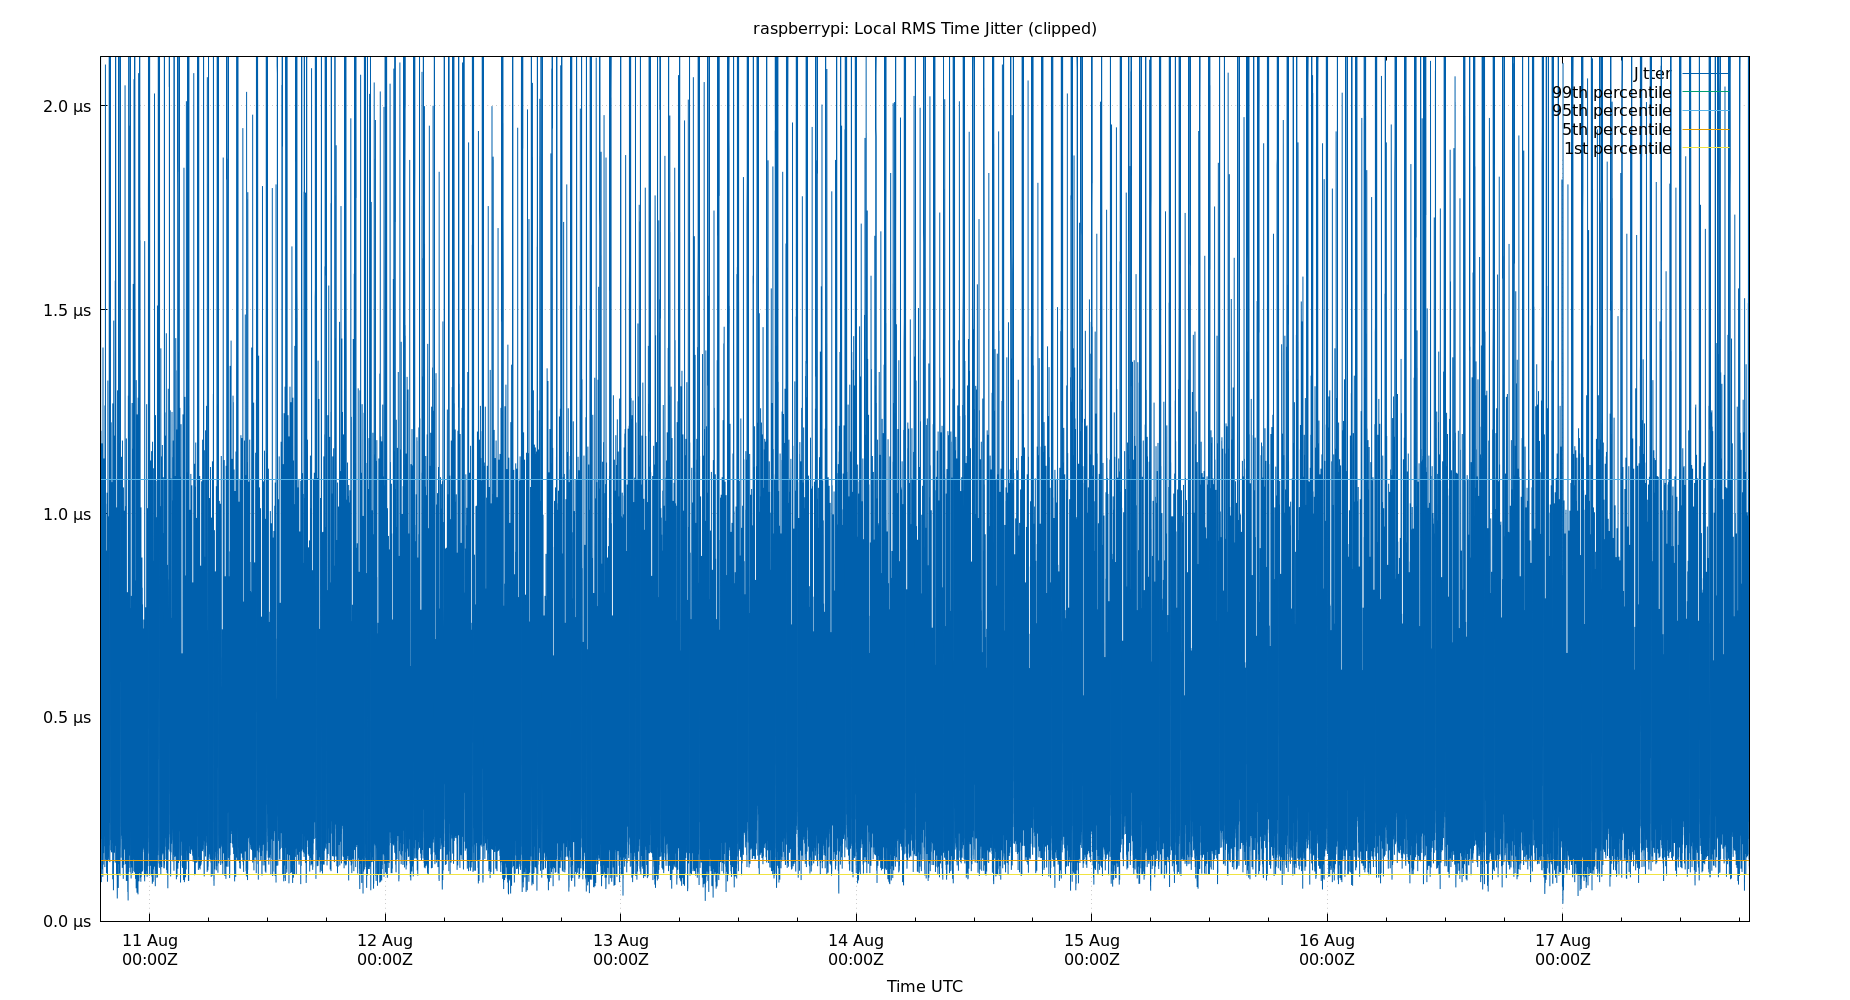 raspberrypi: Local RMS Time Jitter (clipped)
Jitter
99th percentile
95th percentile
5th percentile
1st percentile
2.0 µs
1.5 µs
1.0 µs
0.5 µs
0.0 µs
11 Aug 12 Aug 13 Aug 14 Aug 15 Aug 16 Aug 17 Aug
00:00Z 00:00Z 00:00Z 00:00Z 00:00Z 00:00Z 00:00Z
Time UTC